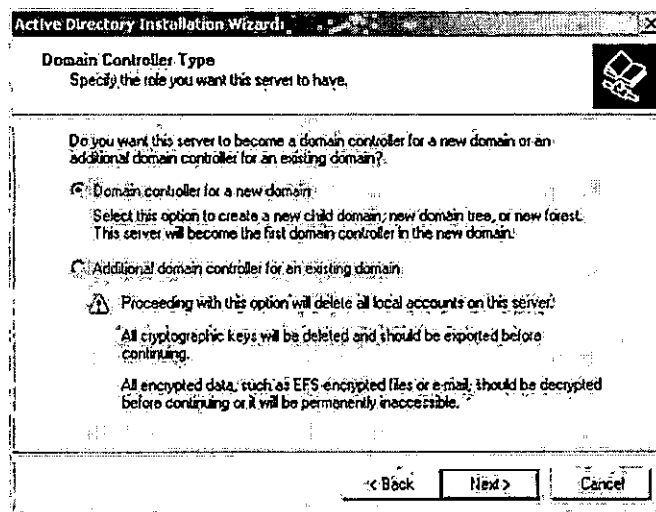 Active Directory Installation Wizard
Domain Controller Type
Specify the role you want this server to have.
Do you want this server to become a domain controller for a new domain or an
additional domain controller for an existing domain?
Domain controller for a new domain
Select this option to create a new child domain, new domain tree, or new forest.
This server will become the first domain controller in the new domain.
Additional domain controller for an existing domain
Proceeding with this option will delete all local accounts on this server.
All cryptographic keys will be deleted and should be exported before
continuing.
All encrypted data, such as EFS-encrypted files or e-mail, should be decrypted
before continuing or it will be permanently inaccessible.
< Back Next > Cancel